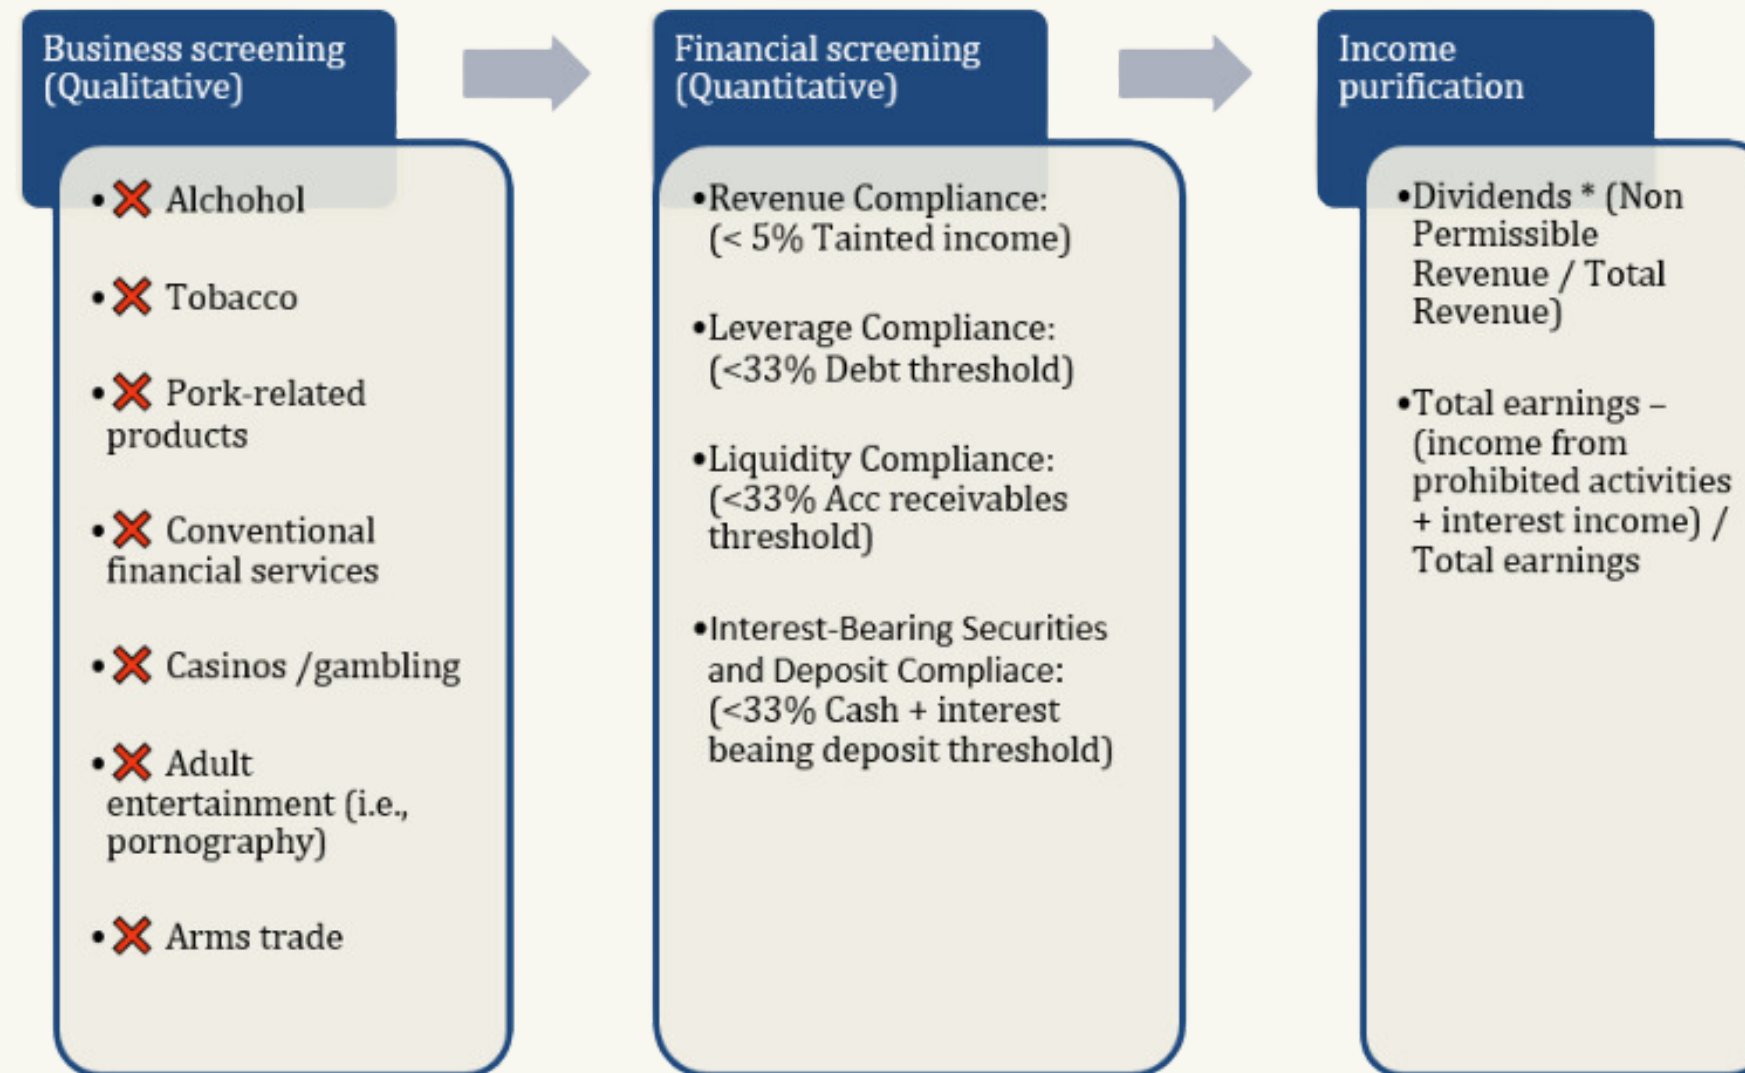 Business screening
(Qualitative)
• ❌ Alchohol
• ❌ Tobacco
• ❌ Pork-related
products
• ❌ Conventional
financial services
• ❌ Casinos /gambling
• ❌ Adult
entertainment (i.e.,
pornography)
• ❌ Arms trade
Financial screening
(Quantitative)
•Revenue Compliance:
(< 5% Tainted income)
•Leverage Compliance:
(<33% Debt threshold)
•Liquidity Compliance:
(<33% Acc receivables
threshold)
•Interest-Bearing Securities
and Deposit Compliace:
(<33% Cash + interest
beaing deposit threshold)
Income
purification
•Dividends * (Non
Permissible
Revenue / Total
Revenue)
•Total earnings –
(income from
prohibited activities
+ interest income) /
Total earnings